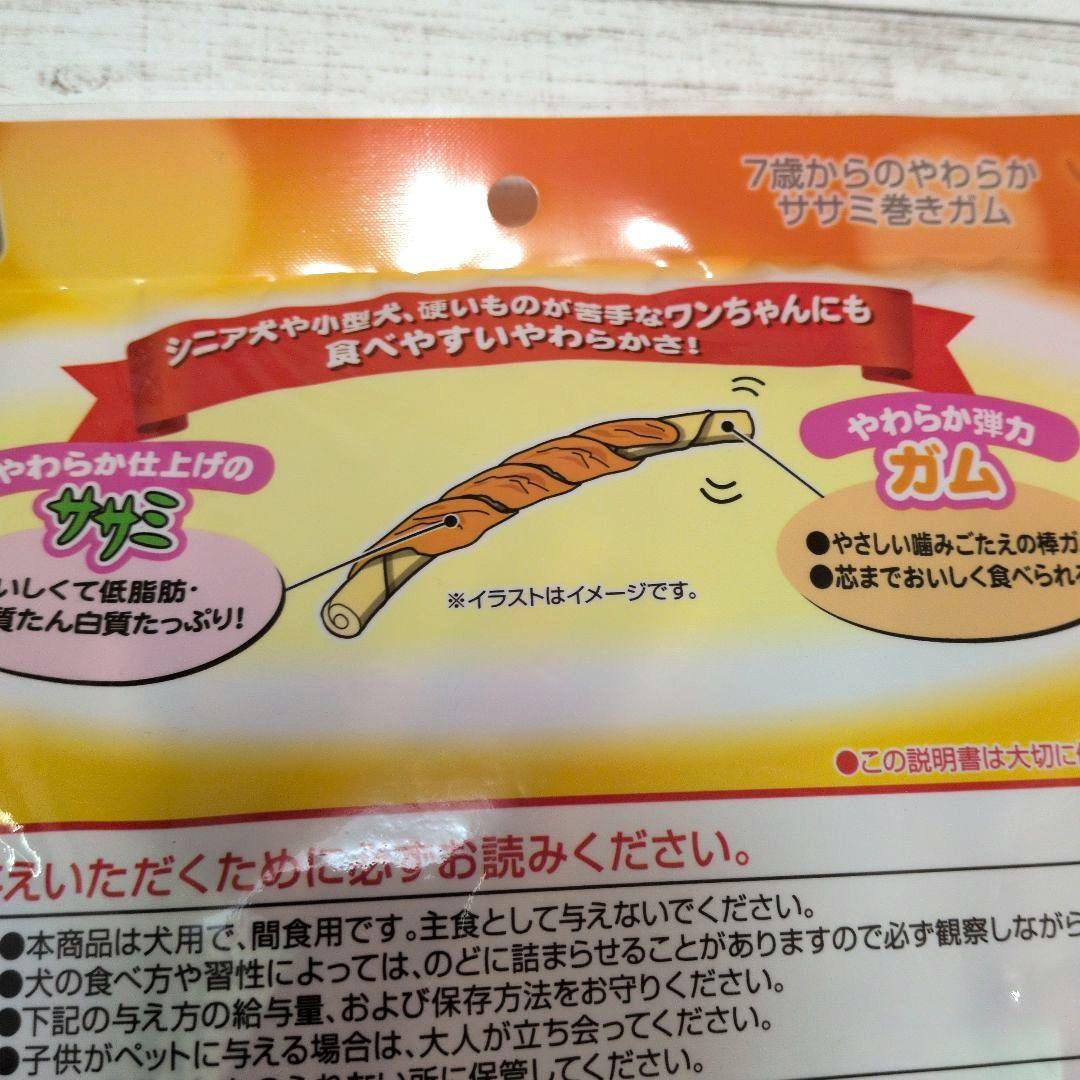 7歳からのやわらか
ササミ巻きガム
シニア犬や小型犬、硬いものが苦手なワンちゃんにも
食べやすいやわらかさ!
やわらか仕上げの
ササミ
いしくて低脂肪・
質たん白質たっぷり!
やわらか弾力
ガム
●やさしい噛みごたえの棒ガ
●芯までおいしく食べられる
※イラストはイメージです。
●この説明書は大切に
えいただくために必ずお読みください。
●本商品は犬用で、間食用です。主食として与えないでください。
●犬の食べ方や習性によっては、のどに詰まらせることがありますので必ず観察しながら
●下記の与え方の給与量、および保存方法をお守りください。
●子供がペットに与える場合は、大人が立ち会ってください。
ない所に保管してください。